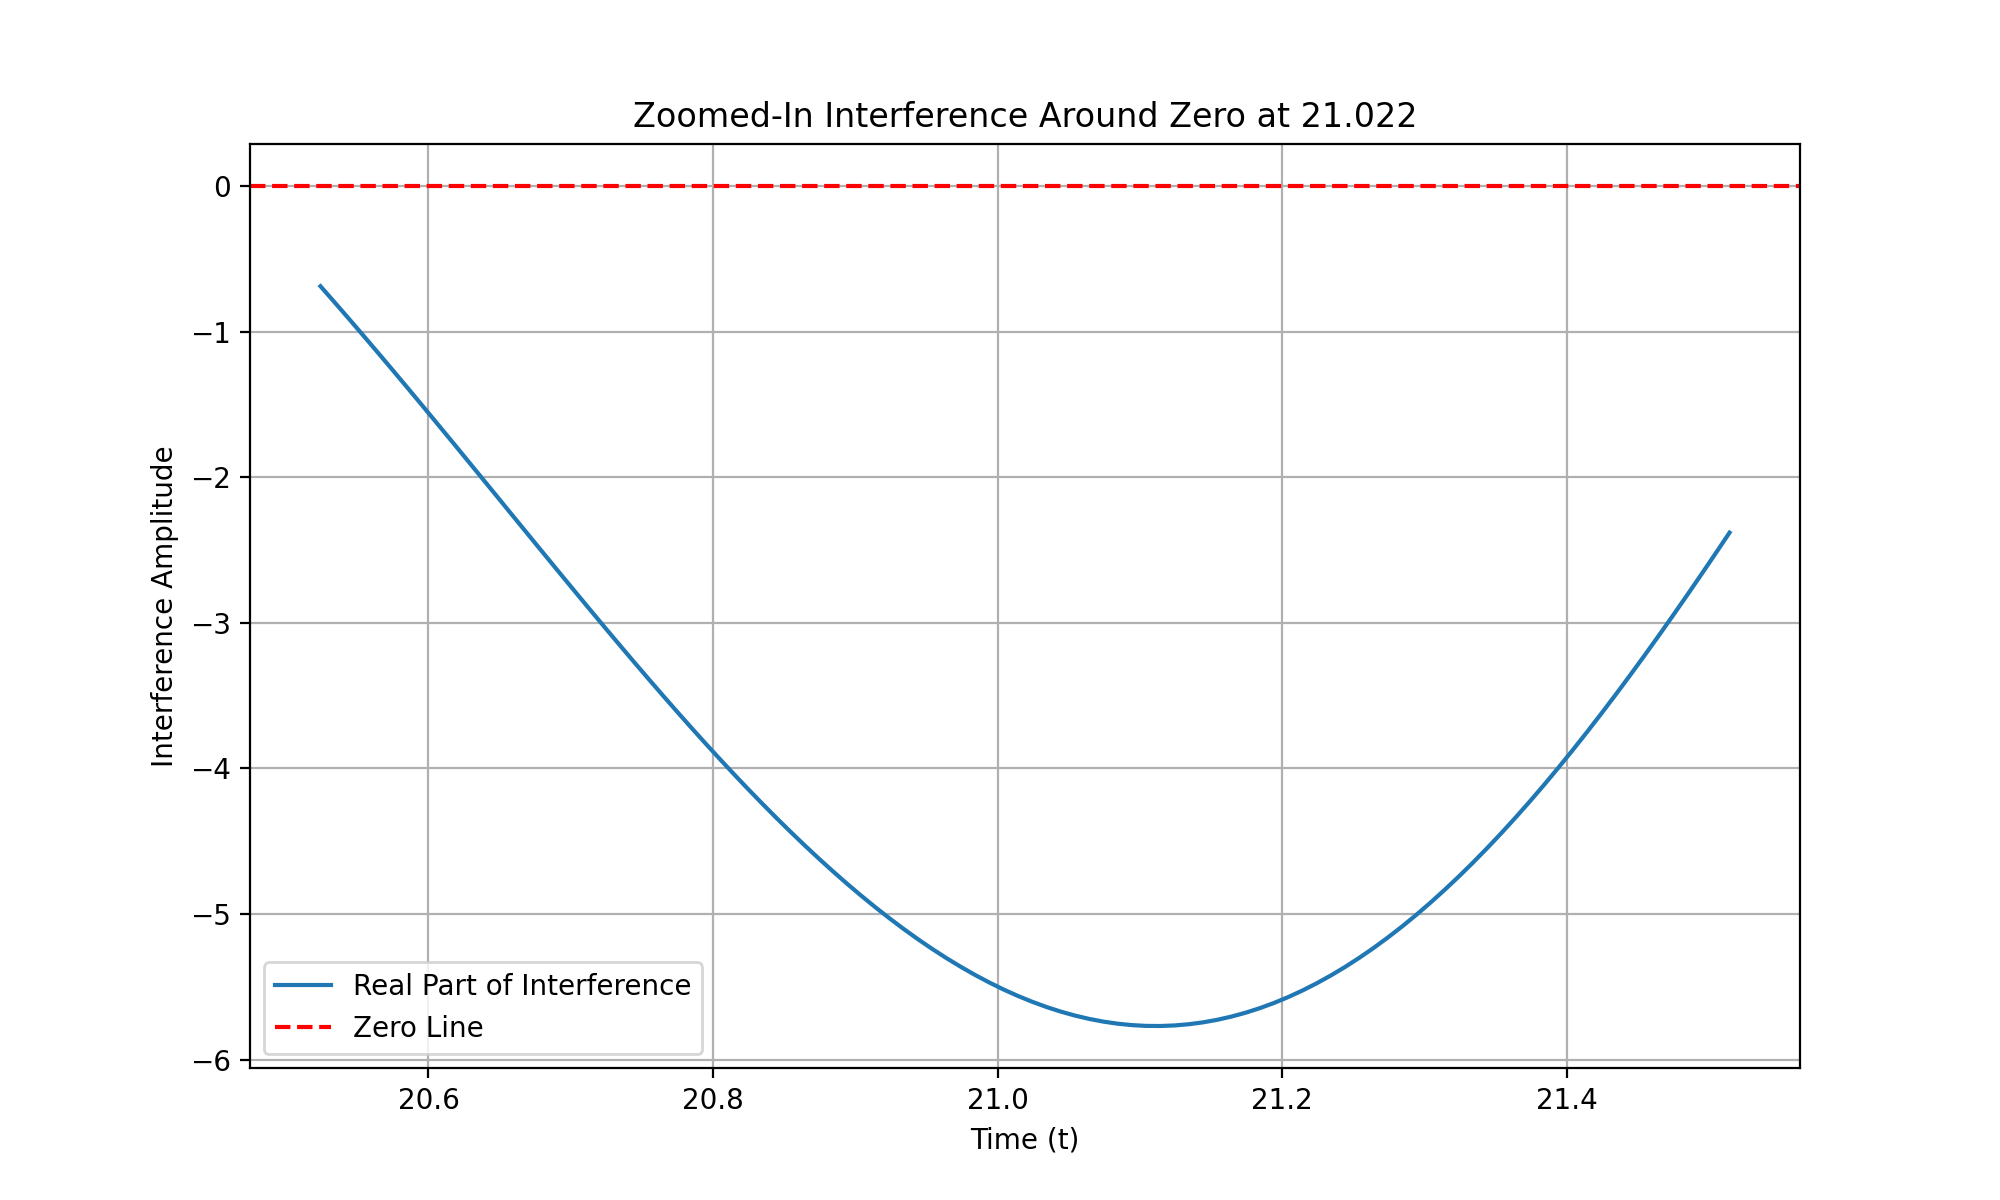 Zoomed-In Interference Around Zero at 21.022
Interference Amplitude
0
−1
−2
−3
−4
−5
−6
Real Part of Interference
Zero Line
20.6 20.8 21.0 21.2 21.4
Time (t)